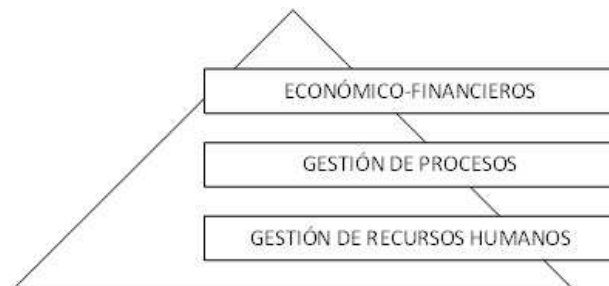 ECONÓMICO-FINANCIEROS
GESTIÓN DE PROCESOS
GESTIÓN DE RECURSOS HUMANOS